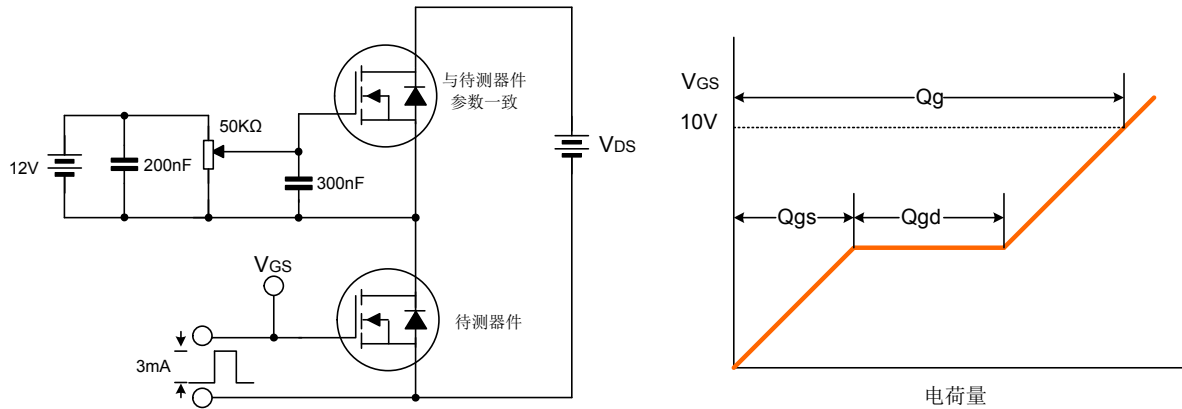 与待测器件
参数一致
50KΩ
12V
200nF
300nF
VDS
VGS
待测器件
3mA
VGS
10V
Qg
Qgs
Qgd
电荷量